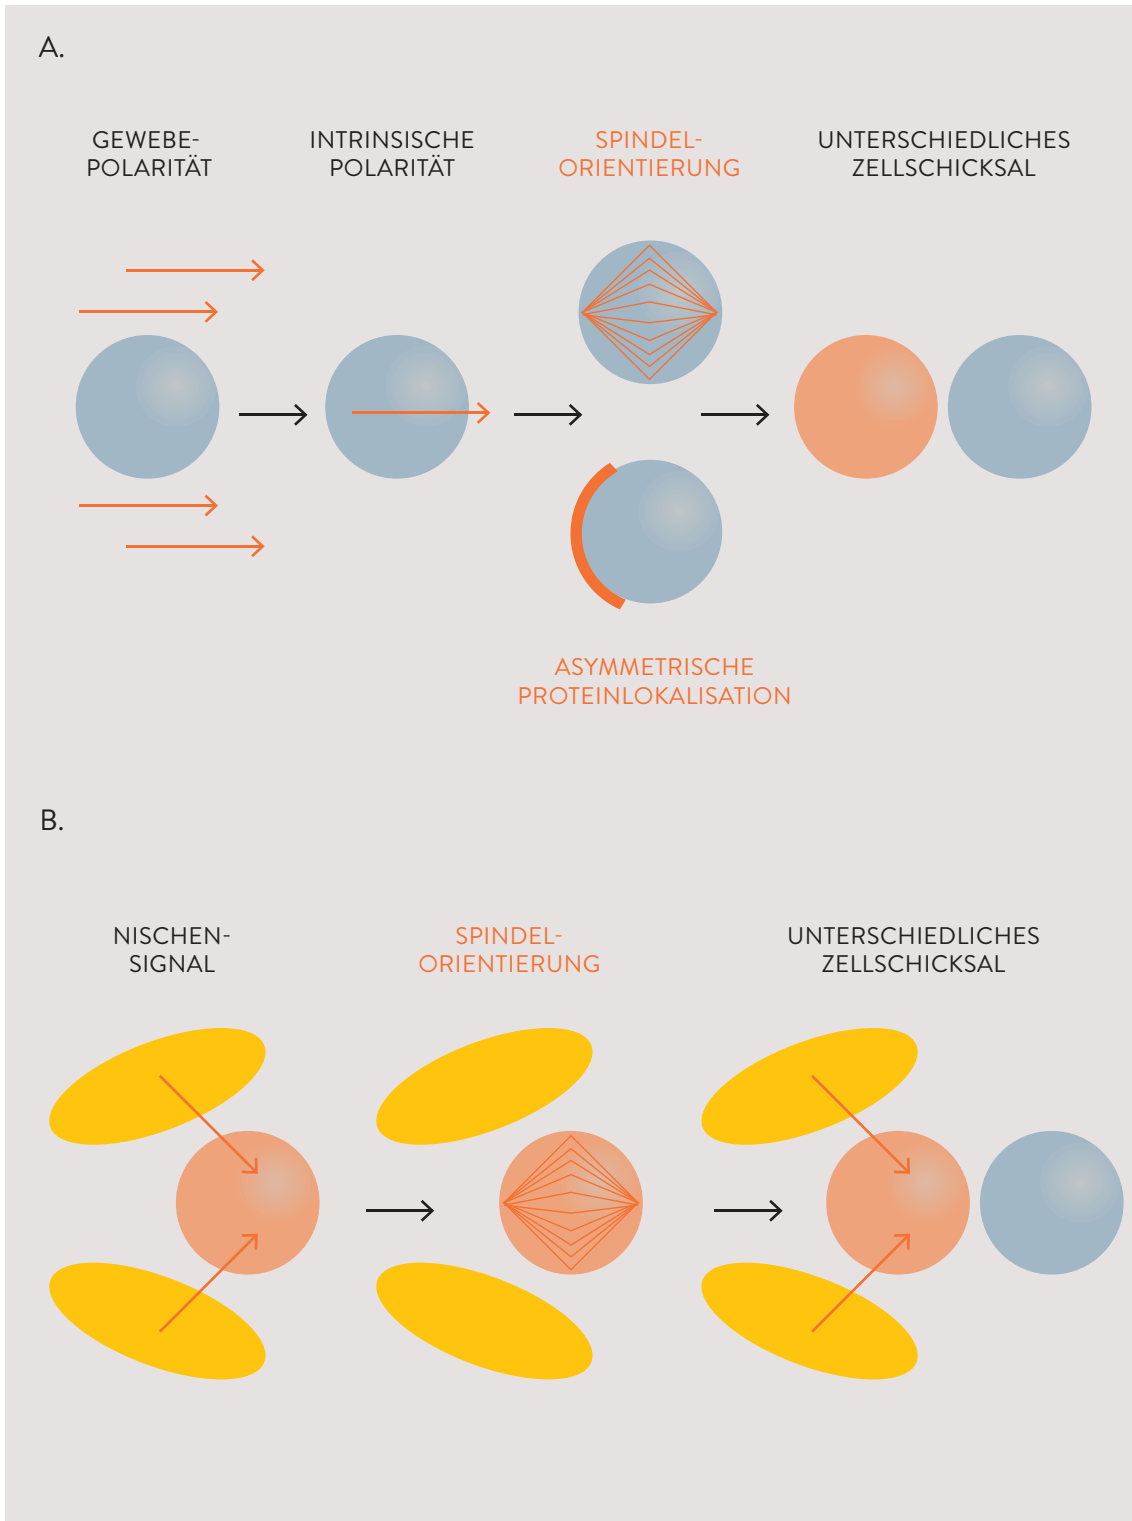 A.
GEWEBE-
POLARITÄT
INTRINSISCHE
POLARITÄT
SPINDEL-
ORIENTIERUNG
UNTERSCHIEDLICHES
ZELLSCHICKSAL
ASYMMETRISCHE
PROTEINLOKALISATION
B.
NISCHEN-
SIGNAL
SPINDEL-
ORIENTIERUNG
UNTERSCHIEDLICHES
ZELLSCHICKSAL